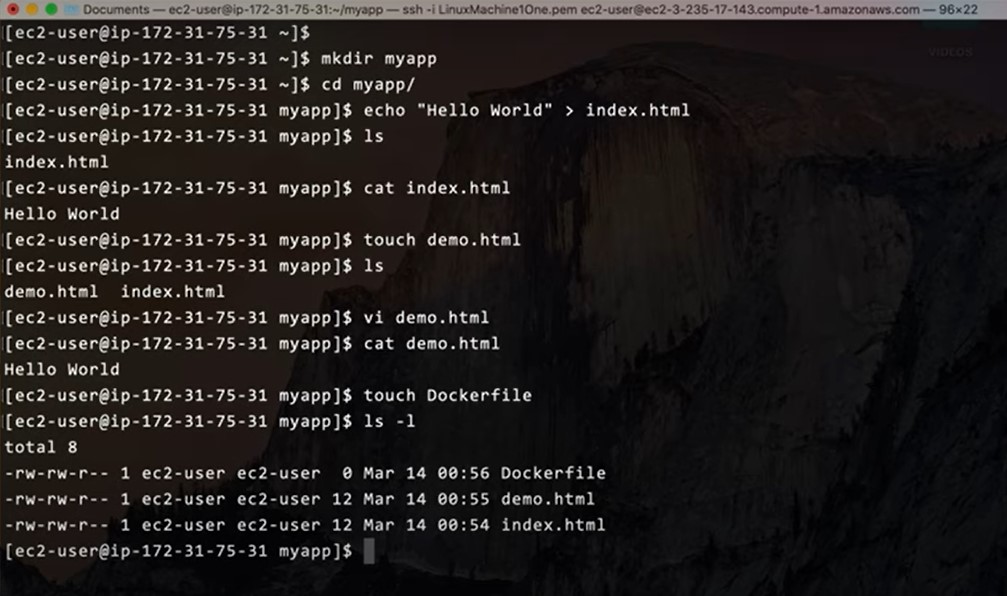 Documents — ec2-user@ip-172-31-75-31:~/myapp — ssh -i LinuxMachine1One.pem ec2-user@ec2-3-235-17-143.compute-1.amazonaws.com — 96×22
[ec2-user@ip-172-31-75-31 ~]$
VIDEOS
[ec2-user@ip-172-31-75-31 ~]$ mkdir myapp
[ec2-user@ip-172-31-75-31 ~]$ cd myapp/
[ec2-user@ip-172-31-75-31 myapp]$ echo "Hello World" > index.html
[ec2-user@ip-172-31-75-31 myapp]$ ls
index.html
[ec2-user@ip-172-31-75-31 myapp]$ cat index.html
Hello World
[ec2-user@ip-172-31-75-31 myapp]$ touch demo.html
[ec2-user@ip-172-31-75-31 myapp]$ ls
demo.html  index.html
[ec2-user@ip-172-31-75-31 myapp]$ vi demo.html
[ec2-user@ip-172-31-75-31 myapp]$ cat demo.html
Hello World
[ec2-user@ip-172-31-75-31 myapp]$ touch Dockerfile
[ec2-user@ip-172-31-75-31 myapp]$ ls -l
total 8
-rw-rw-r-- 1 ec2-user ec2-user  0 Mar 14 00:56 Dockerfile
-rw-rw-r-- 1 ec2-user ec2-user 12 Mar 14 00:55 demo.html
-rw-rw-r-- 1 ec2-user ec2-user 12 Mar 14 00:54 index.html
[ec2-user@ip-172-31-75-31 myapp]$